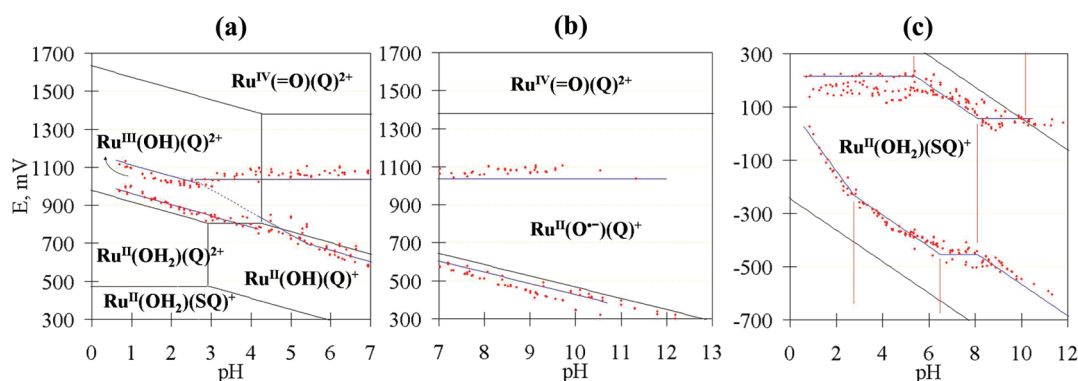 (a)
(b)
(c)
1700
1500
1300
1100
900
700
500
300
E, mV
Ru^IV(=O)(Q)^2+
Ru^III(OH)(Q)^2+
Ru^II(OH₂)(Q)^2+
Ru^II(OH)(Q)^+
Ru^II(OH₂)(SQ)^+
0 1 2 3 4 5 6 7
pH
1700
1500
1300
1100
900
700
500
300
Ru^IV(=O)(Q)^2+
Ru^II(O^•−)(Q)^+
7 8 9 10 11 12 13
pH
300
100
-100
-300
-500
-700
Ru^II(OH₂)(SQ)^+
0 2 4 6 8 10 12
pH